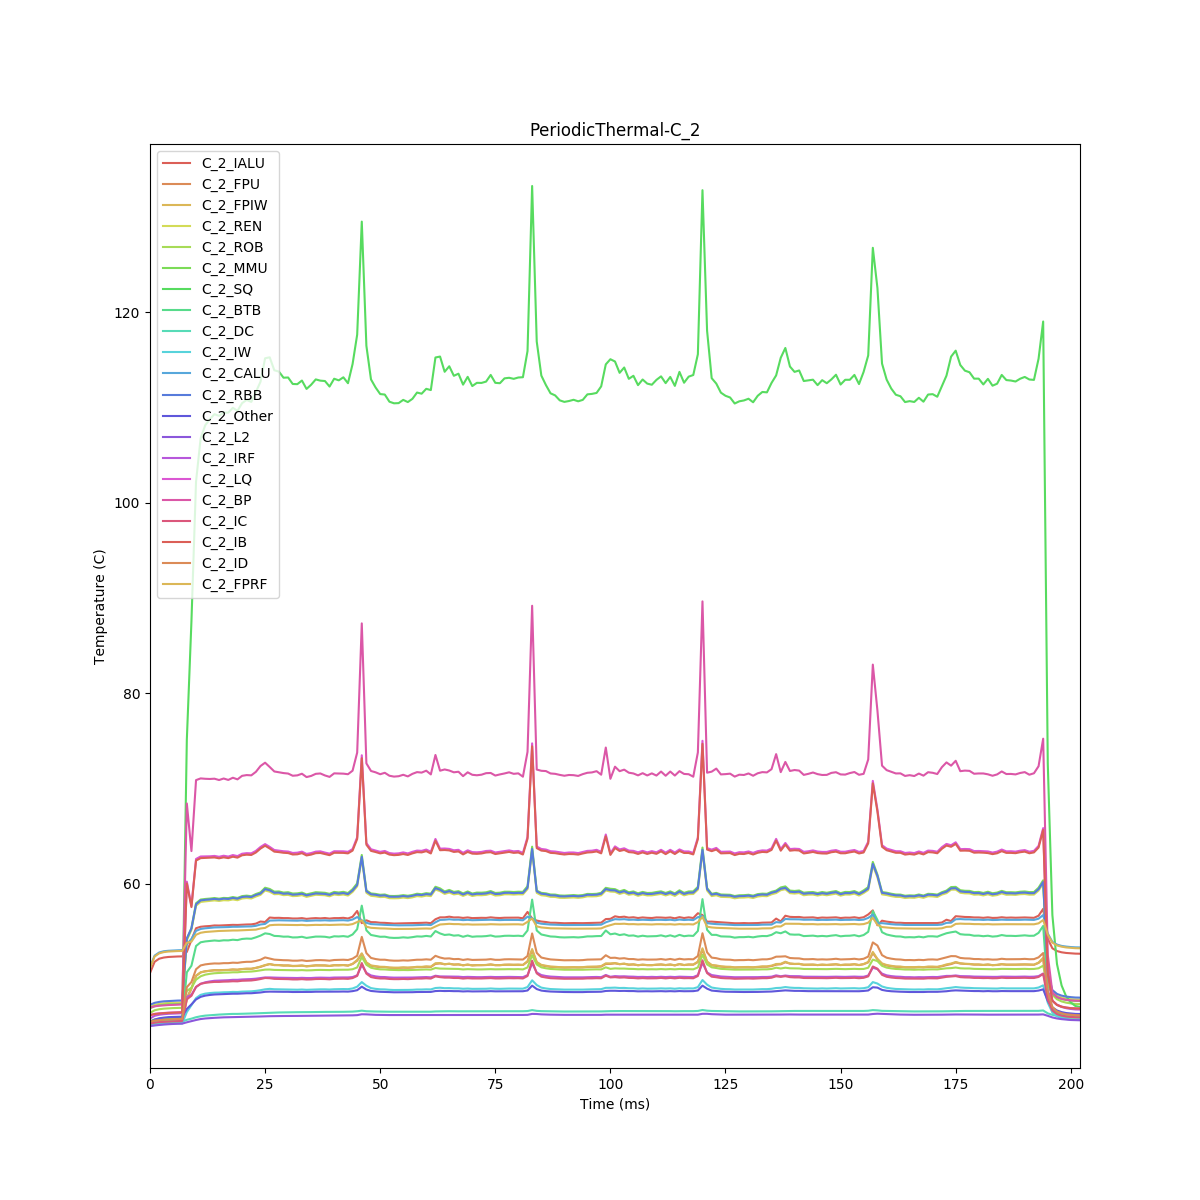 PeriodicThermal-C_2
C_2_IALU
C_2_FPU
C_2_FPIW
C_2_REN
C_2_ROB
C_2_MMU
C_2_SQ
C_2_BTB
C_2_DC
C_2_IW
C_2_CALU
C_2_RBB
C_2_Other
C_2_L2
C_2_IRF
C_2_LQ
C_2_BP
C_2_IC
C_2_IB
C_2_ID
C_2_FPRF
Temperature (C)
120
100
80
60
0 25 50 75 100 125 150 175 200
Time (ms)